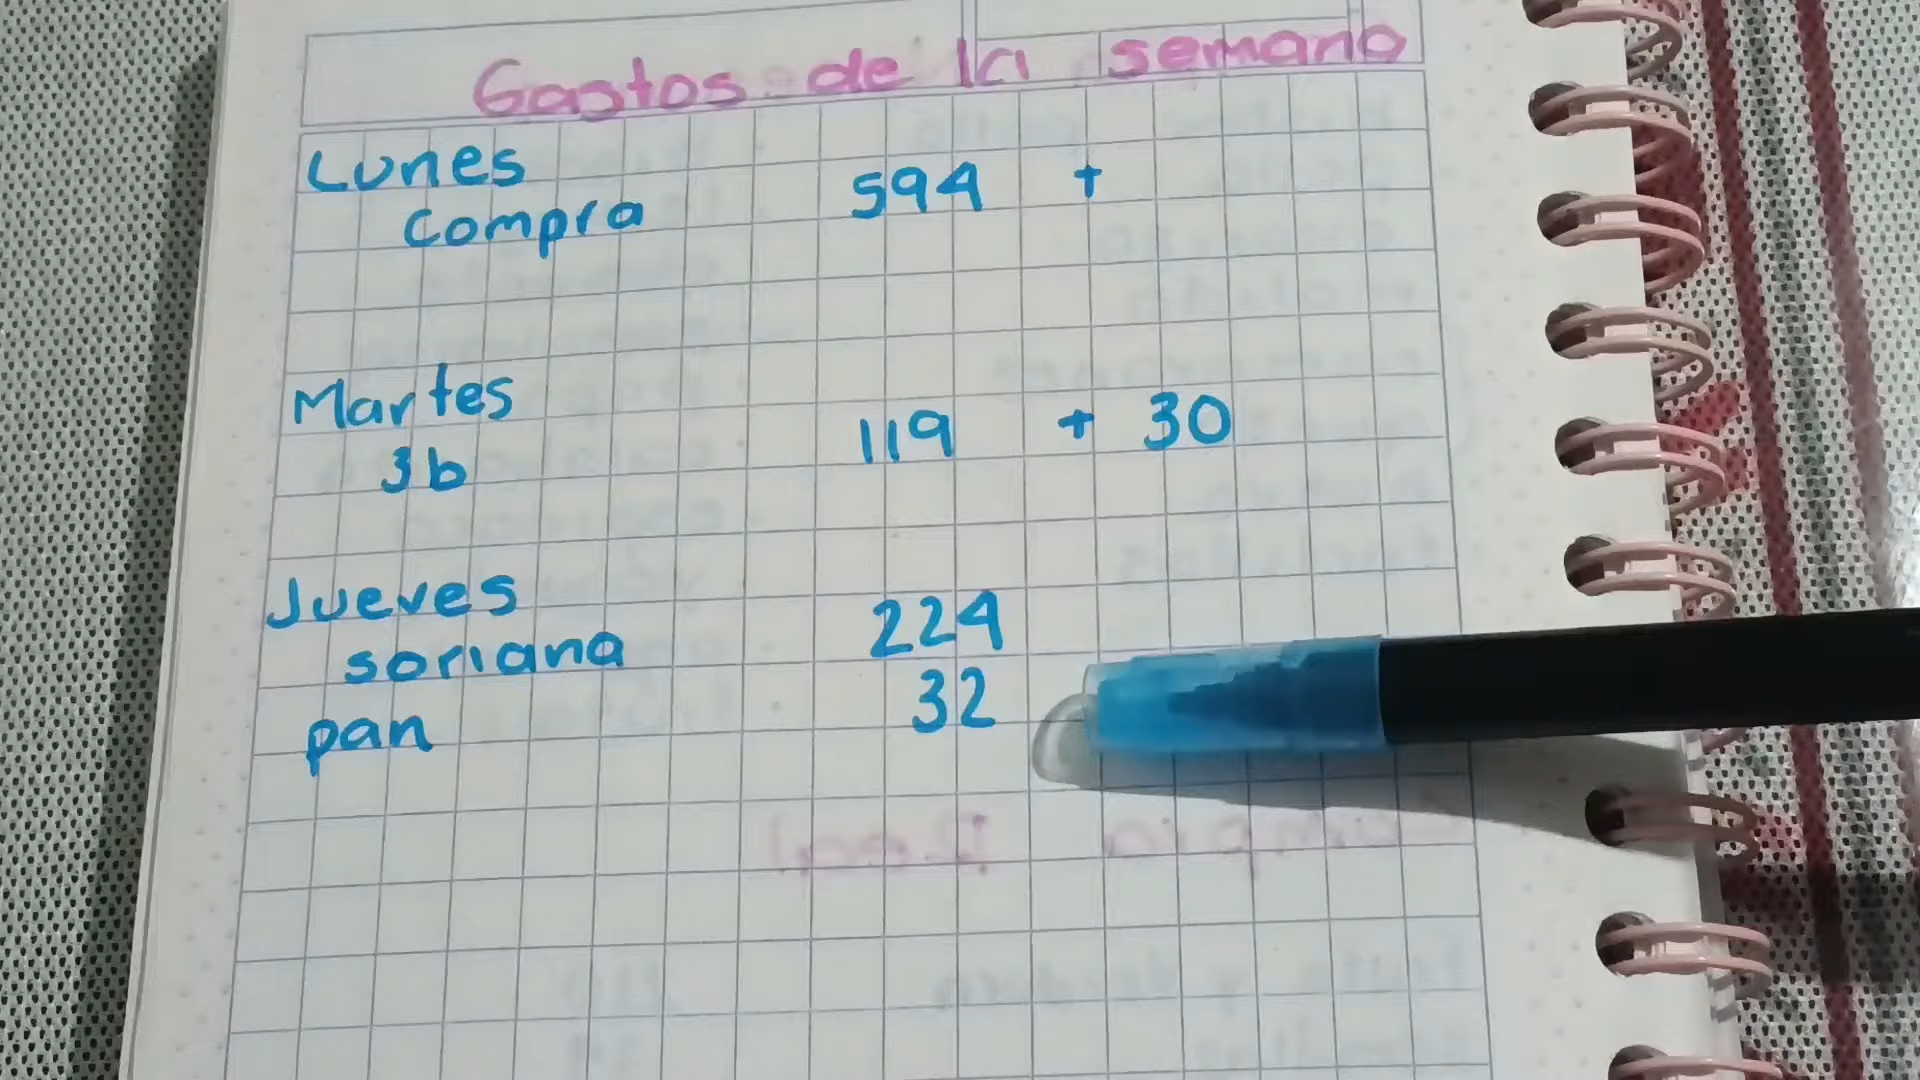 Gastos de la semana
Lunes
compra 594 +
Martes
3b 119 + 30
Jueves
soriana 224
pan 32